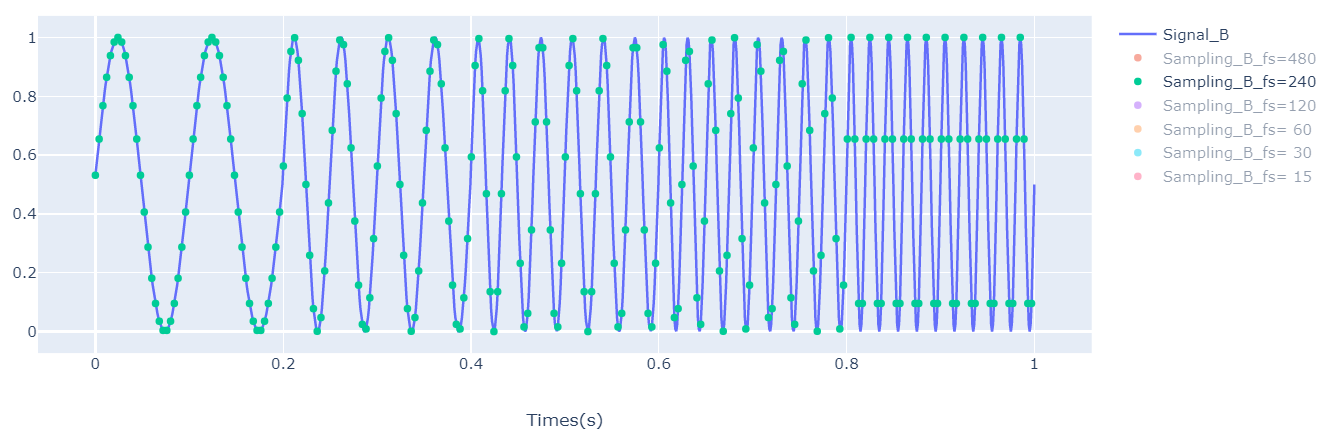 1
0.8
0.6
0.4
0.2
0
0 0.2 0.4 0.6 0.8 1
Times(s)
Signal_B
Sampling_B_fs=480
Sampling_B_fs=240
Sampling_B_fs=120
Sampling_B_fs= 60
Sampling_B_fs= 30
Sampling_B_fs= 15